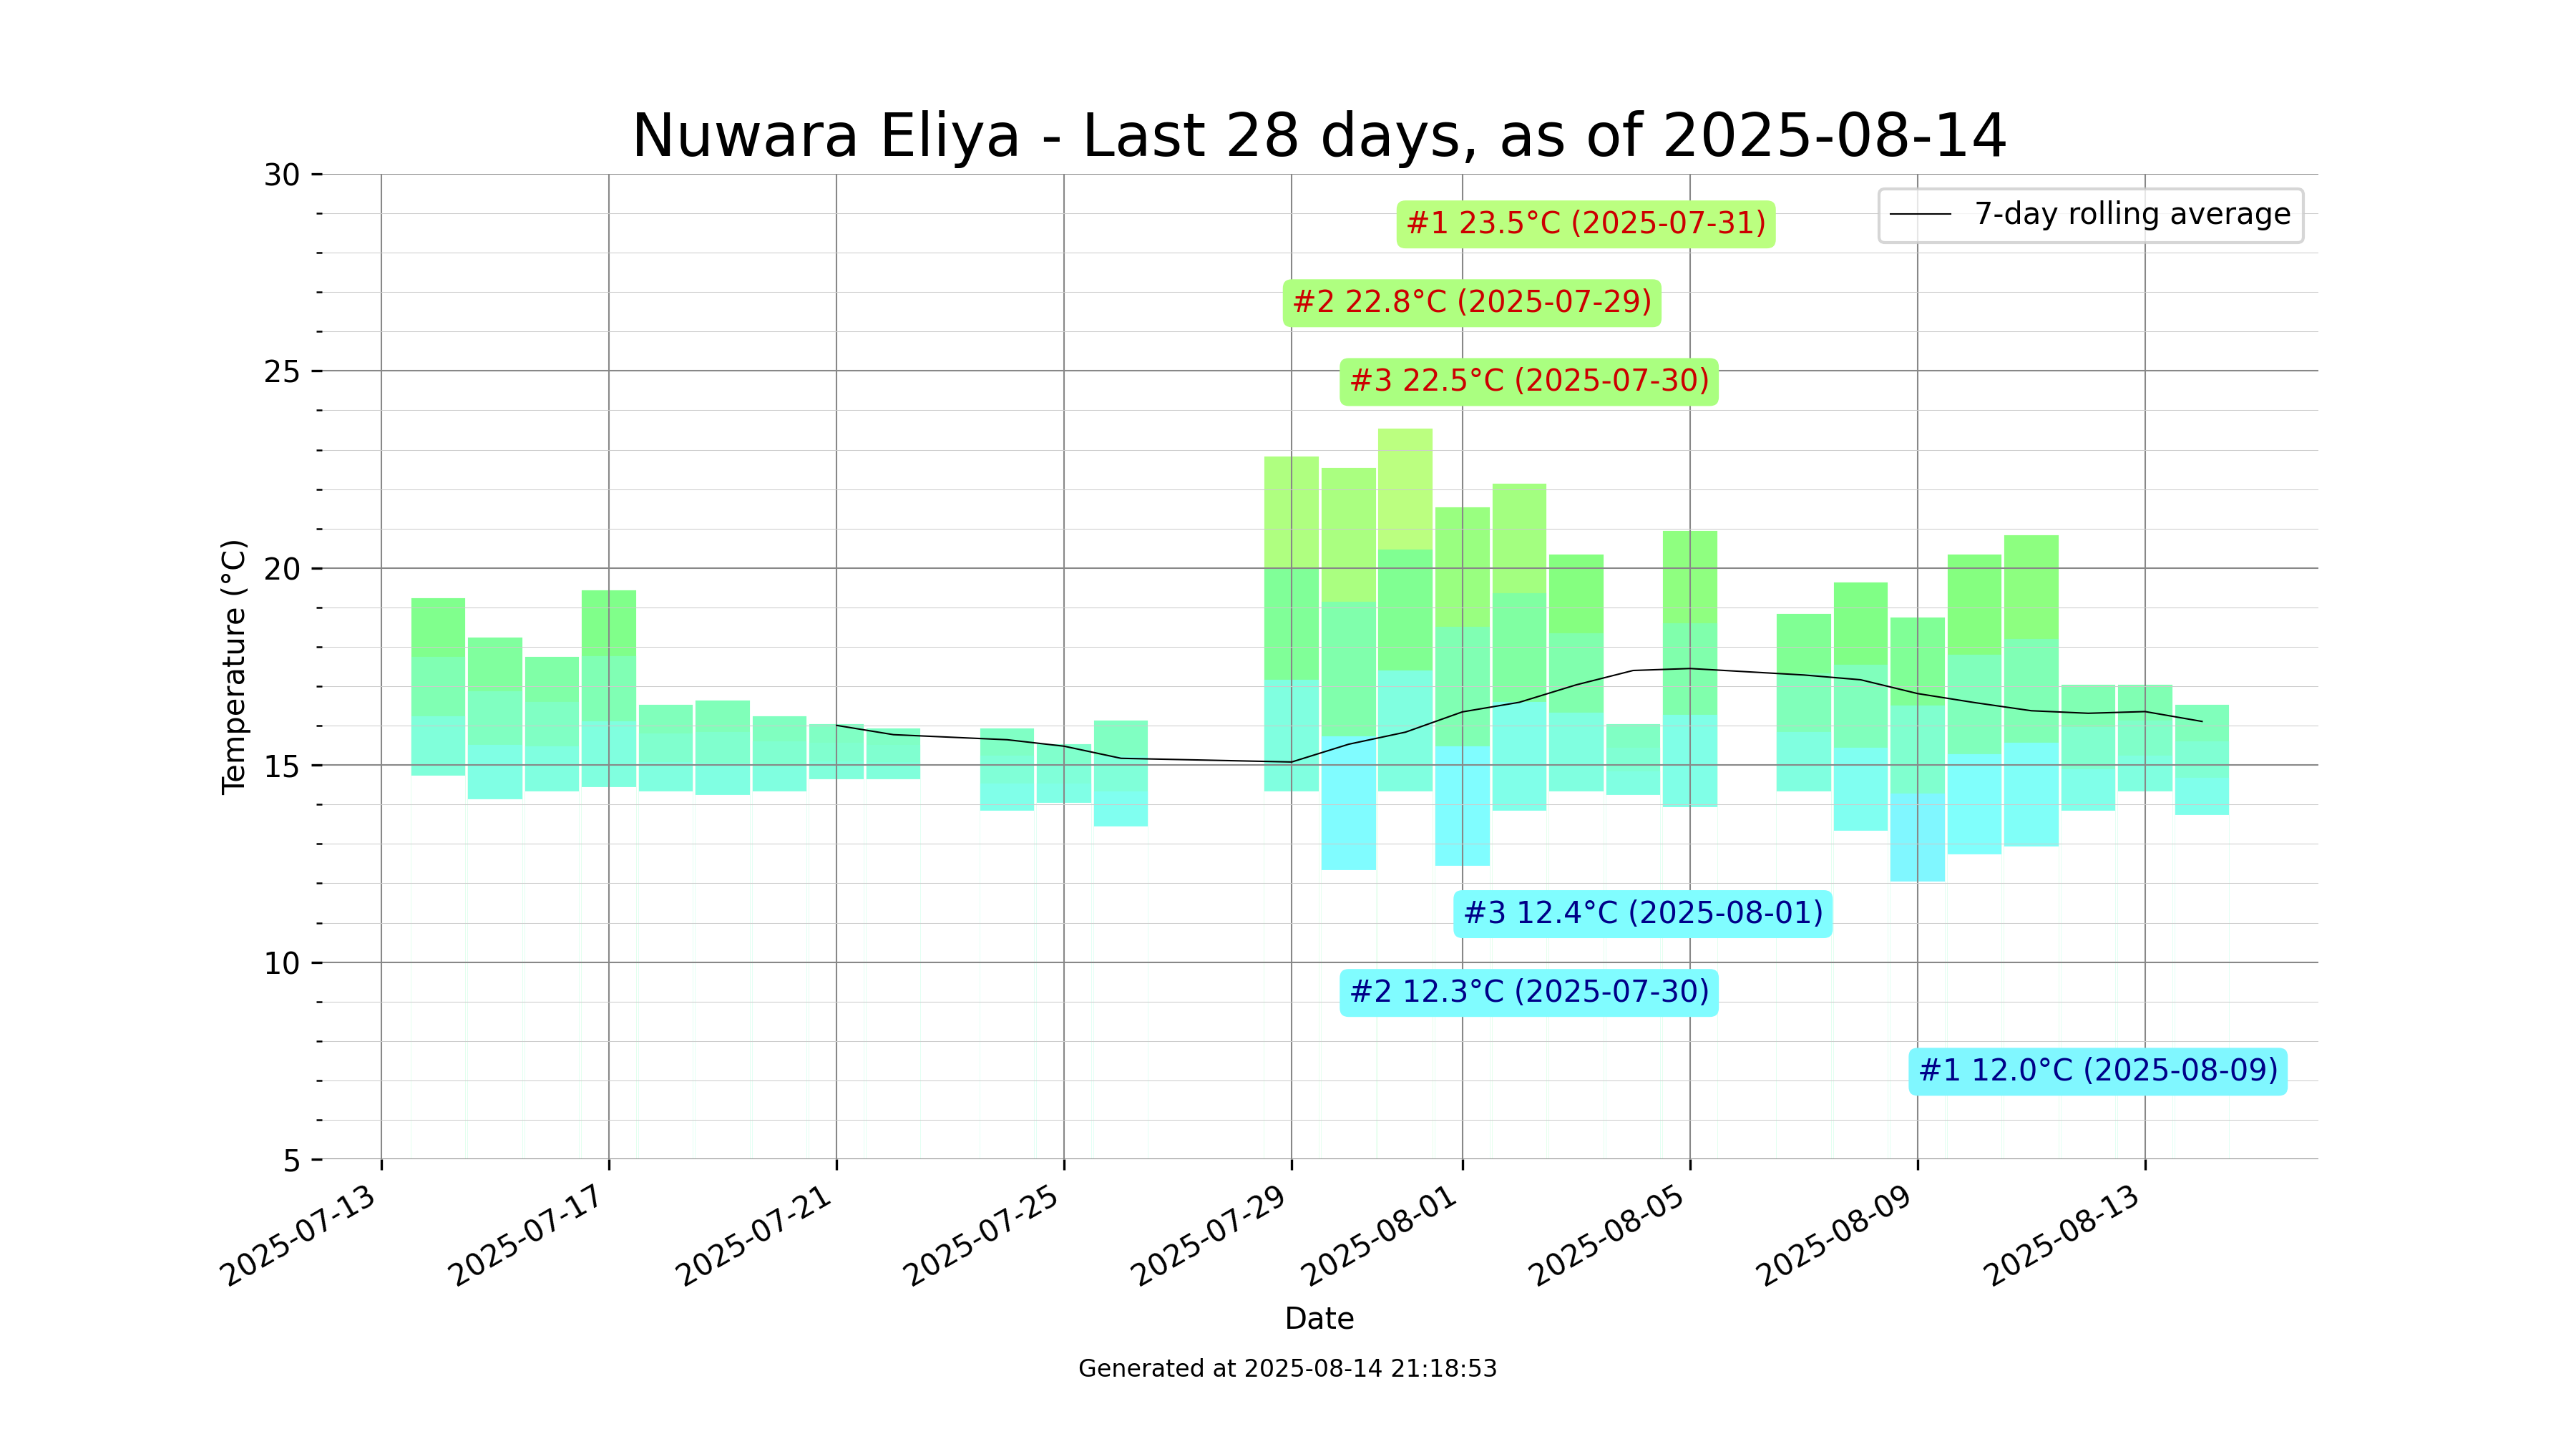 Nuwara Eliya - Last 28 days, as of 2025-08-14
30
7-day rolling average
#1 23.5°C (2025-07-31)
#2 22.8°C (2025-07-29)
25
#3 22.5°C (2025-07-30)
Temperature (°C)
20
15
#3 12.4°C (2025-08-01)
10
#2 12.3°C (2025-07-30)
#1 12.0°C (2025-08-09)
5
2025-07-13
2025-07-17
2025-07-21
2025-07-25
2025-07-29
2025-08-01
2025-08-05
2025-08-09
2025-08-13
Date
Generated at 2025-08-14 21:18:53